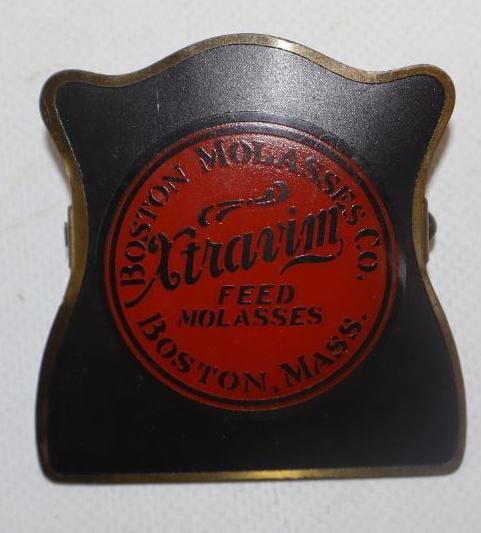 BOSTON MOLASSES CO.
Xtravim
FEED
MOLASSES
BOSTON, MASS.